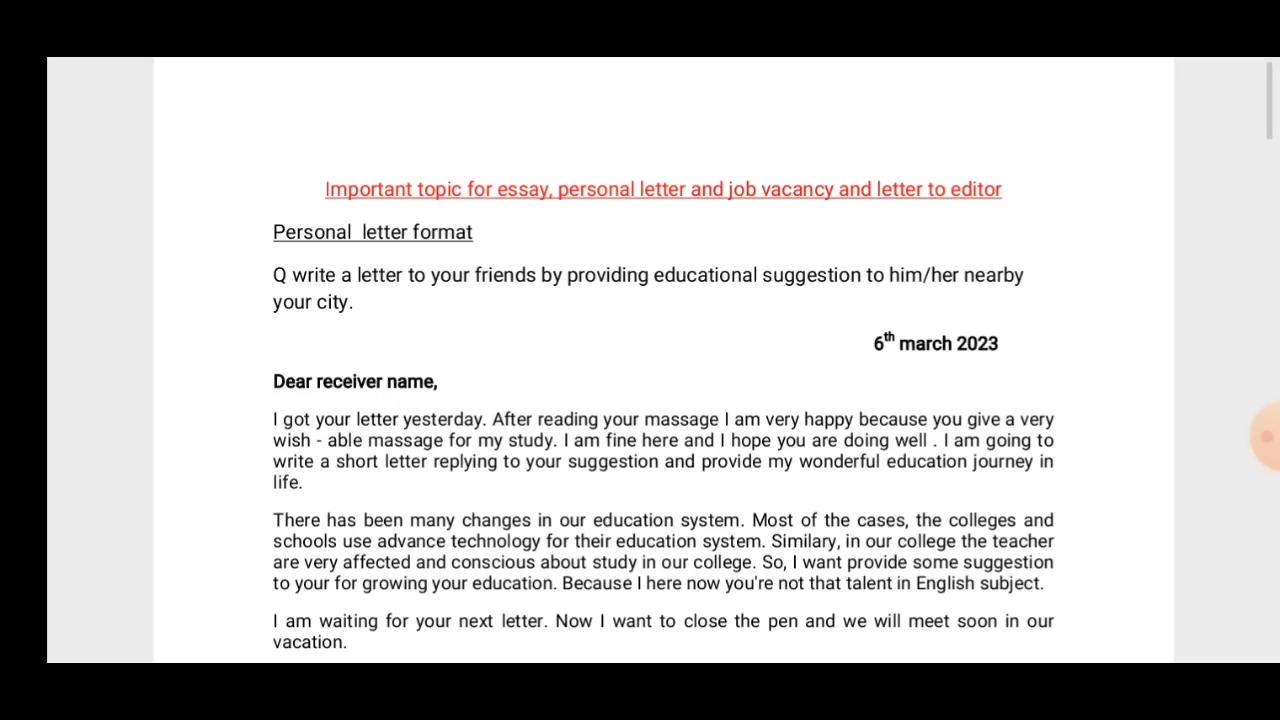 Important topic for essay, personal letter and job vacancy and letter to editor
Personal letter format
Q write a letter to your friends by providing educational suggestion to him/her nearby
your city.
6th march 2023
Dear receiver name,
I got your letter yesterday. After reading your massage I am very happy because you give a very
wish - able massage for my study. I am fine here and I hope you are doing well . I am going to
write a short letter replying to your suggestion and provide my wonderful education journey in
life.
There has been many changes in our education system. Most of the cases, the colleges and
schools use advance technology for their education system. Similary, in our college the teacher
are very affected and conscious about study in our college. So, I want provide some suggestion
to your for growing your education. Because I here now you're not that talent in English subject.
I am waiting for your next letter. Now I want to close the pen and we will meet soon in our
vacation.